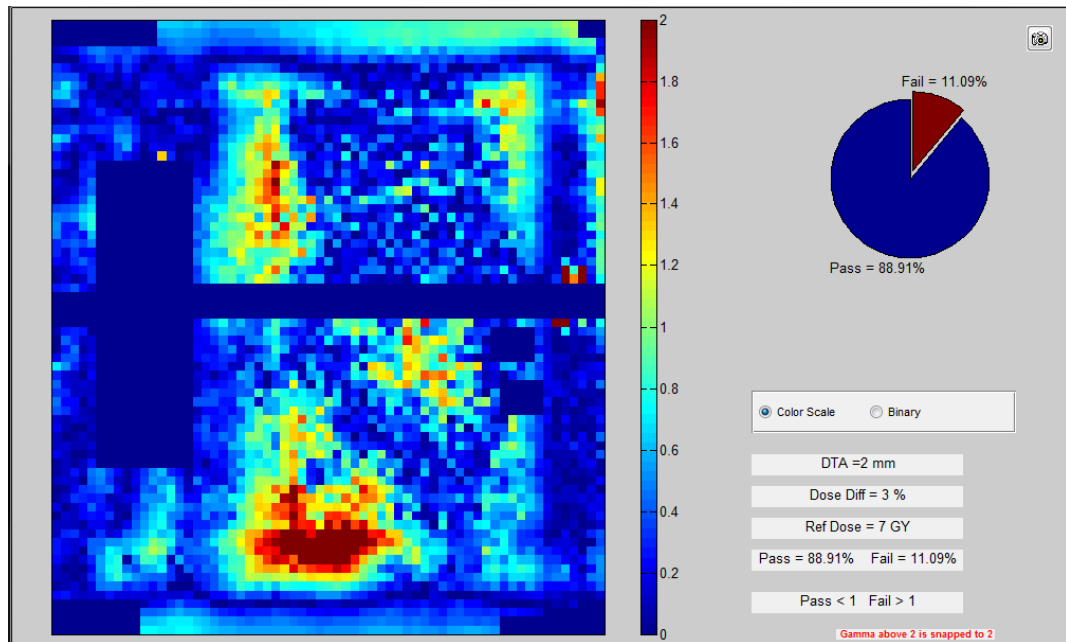 2
1.8
1.6
1.4
1.2
1
0.8
0.6
0.4
0.2
0
Fail = 11.09%
Pass = 88.91%
Color Scale Binary
DTA =2 mm
Dose Diff = 3 %
Ref Dose = 7 GY
Pass = 88.91% Fail = 11.09%
Pass < 1 Fail > 1
Gamma above 2 is snapped to 2